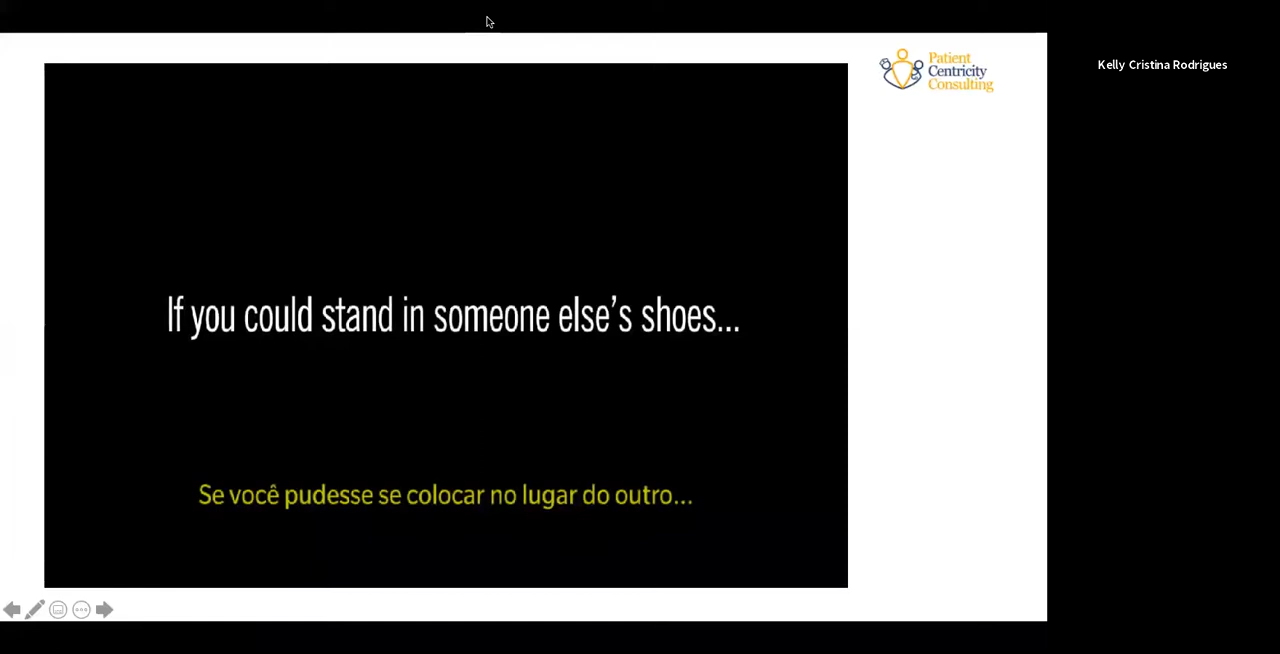 Patient
Centricity
Consulting
Kelly Cristina Rodrigues
If you could stand in someone else’s shoes...
Se você pudesse se colocar no lugar do outro...